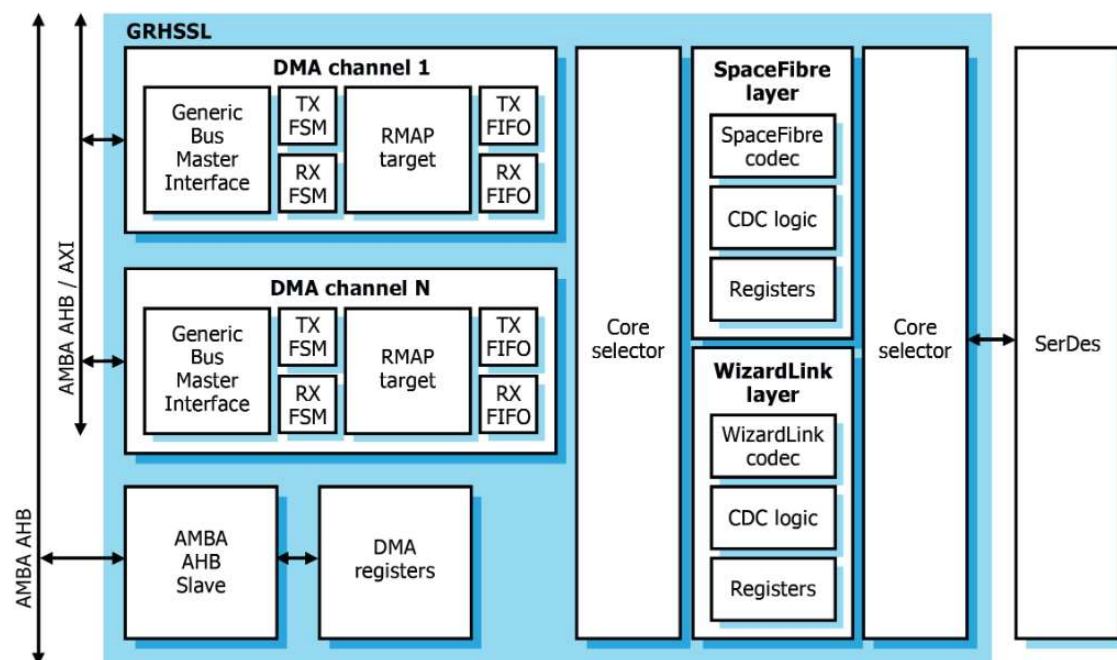 GRHSSL
DMA channel 1
Generic
Bus
Master
Interface
TX
FSM
RX
FSM
RMAP
target
TX
FIFO
RX
FIFO
DMA channel N
Generic
Bus
Master
Interface
TX
FSM
RX
FSM
RMAP
target
TX
FIFO
RX
FIFO
AMBA
AHB
Slave
DMA
registers
Core
selector
SpaceFibre
layer
SpaceFibre
codec
CDC logic
Registers
WizardLink
layer
WizardLink
codec
CDC logic
Registers
Core
selector
SerDes
AMBA AHB / AXI
AMBA AHB